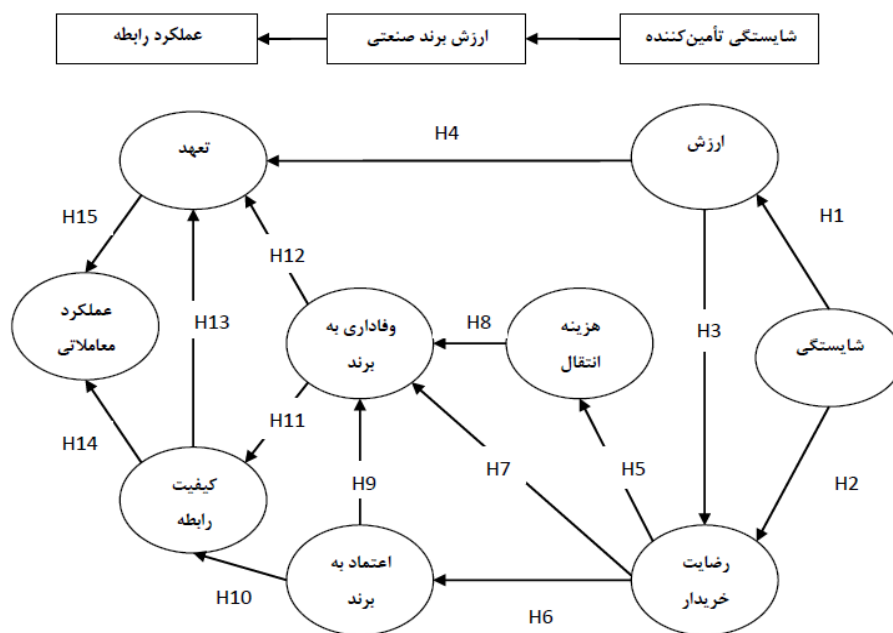 شایستگی تأمین‌کننده
ارزش برند صنعتی
عملکرد رابطه
ارزش
H4
تعهد
H1
H15
H12
H3
H13
H8
شایستگی
هزینه
انتقال
وفاداری به
برند
عملکرد
معاملاتی
H11
H14
H2
H5
H7
H9
کیفیت
رابطه
رضایت
خریدار
اعتماد به
برند
H10
H6